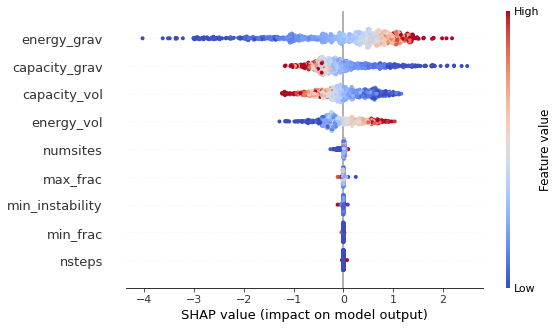 High
energy_grav
capacity_grav
capacity_vol
energy_vol
numsites
max_frac
min_instability
min_frac
nsteps
Feature value
Low
−4 −3 −2 −1 0 1 2
SHAP value (impact on model output)